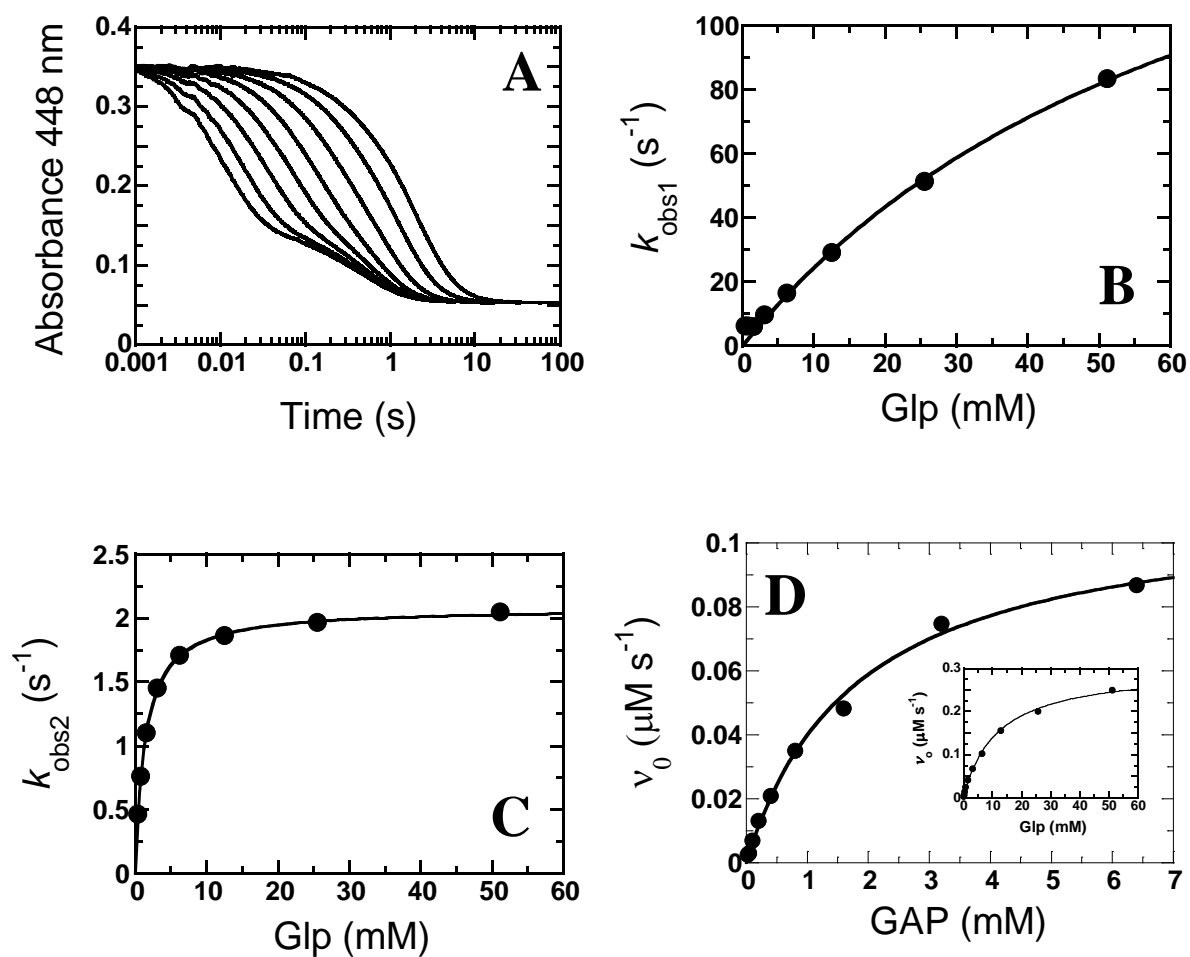 0.4
0.3
0.2
0.1
0
0.001 0.01 0.1 1 10 100
Absorbance 448 nm
Time (s)
A
100
80
60
40
20
0
0 10 20 30 40 50 60
k obs1 (s-1)
Glp (mM)
B
2.5
2
1.5
1
0.5
0
0 10 20 30 40 50 60
k obs2 (s-1)
Glp (mM)
C
0.1
0.08
0.06
0.04
0.02
0
0 1 2 3 4 5 6 7
ν0 (μM s-1)
GAP (mM)
D
0.3
0.2
0.1
0
0 10 20 30 40 50 60
νo (μM s-1)
Glp (mM)